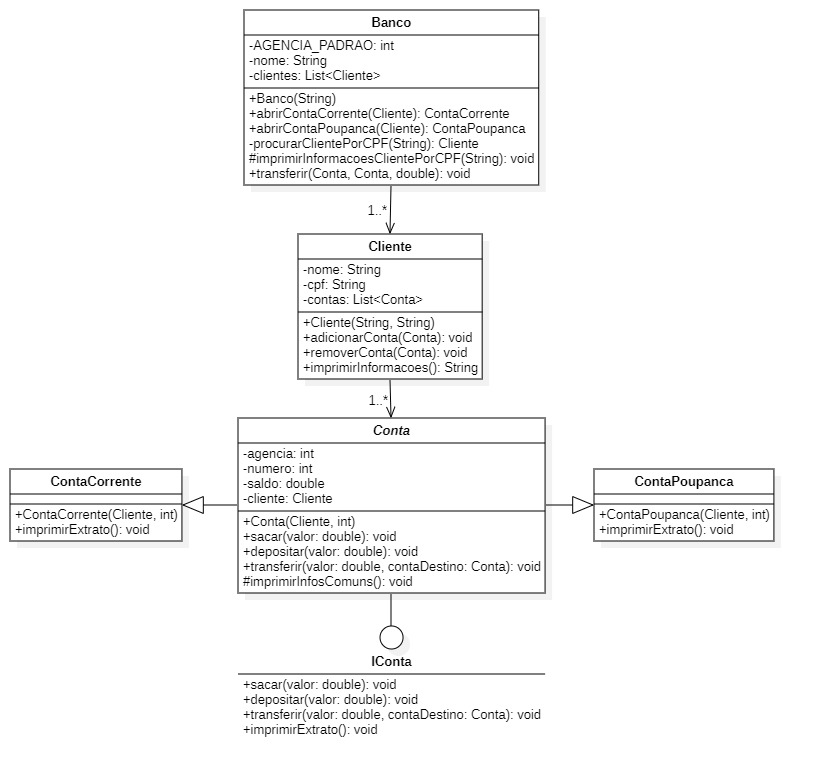 Banco
-AGENCIA_PADRAO: int
-nome: String
-clientes: List<Cliente>
+Banco(String)
+abrirContaCorrente(Cliente): ContaCorrente
+abrirContaPoupanca(Cliente): ContaPoupanca
-procurarClientePorCPF(String): Cliente
#imprimirInformacoesClientePorCPF(String): void
+transferir(Conta, Conta, double): void
1..*
Cliente
-nome: String
-cpf: String
-contas: List<Conta>
+Cliente(String, String)
+adicionarConta(Conta): void
+removerConta(Conta): void
+imprimirInformacoes(): String
1..*
Conta
-agencia: int
-numero: int
-saldo: double
-cliente: Cliente
+Conta(Cliente, int)
+sacar(valor: double): void
+depositar(valor: double): void
+transferir(valor: double, contaDestino: Conta): void
#imprimirInfosComuns(): void
ContaCorrente
+ContaCorrente(Cliente, int)
+imprimirExtrato(): void
ContaPoupanca
+ContaPoupanca(Cliente, int)
+imprimirExtrato(): void
IConta
+sacar(valor: double): void
+depositar(valor: double): void
+transferir(valor: double, contaDestino: Conta): void
+imprimirExtrato(): void